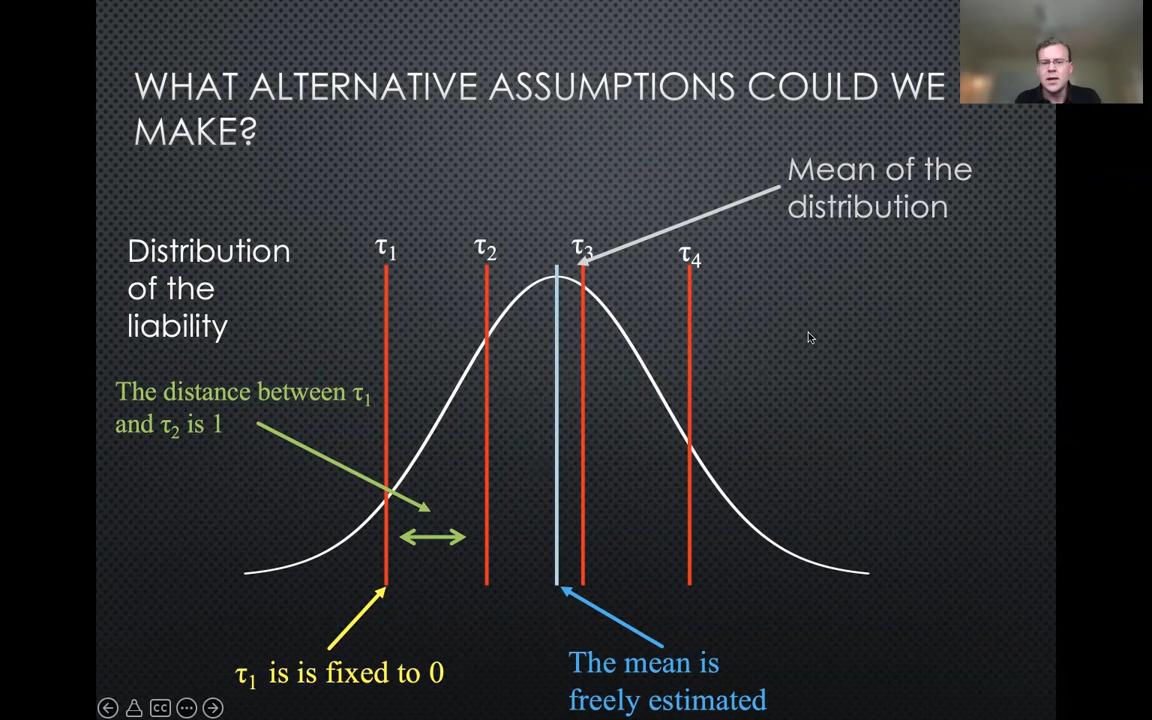 WHAT ALTERNATIVE ASSUMPTIONS COULD WE
MAKE?
Mean of the
distribution
Distribution
of the
liability
τ1
τ2
τ3
τ4
The distance between τ1
and τ2 is 1
τ1 is is fixed to 0
The mean is
freely estimated
CC